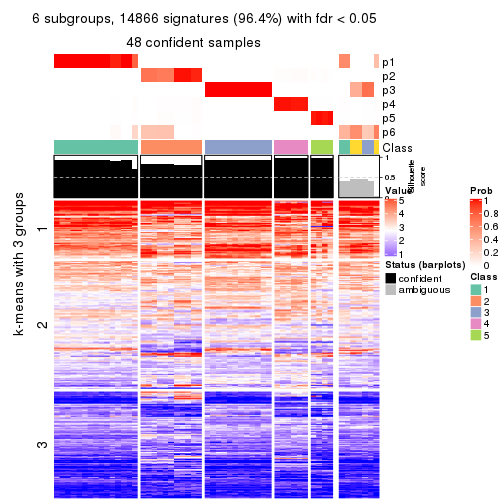 6 subgroups, 14866 signatures (96.4%) with fdr < 0.05
48 confident samples
p1
p2
p3
p4
p5
p6
Class
1
0.5
0
Silhouette
score
k-means with 3 groups
1
2
3
Value
5
4
3
2
1
Status (barplots)
confident
ambiguous
Prob
1
0.8
0.6
0.4
0.2
0
Class
1
2
3
4
5